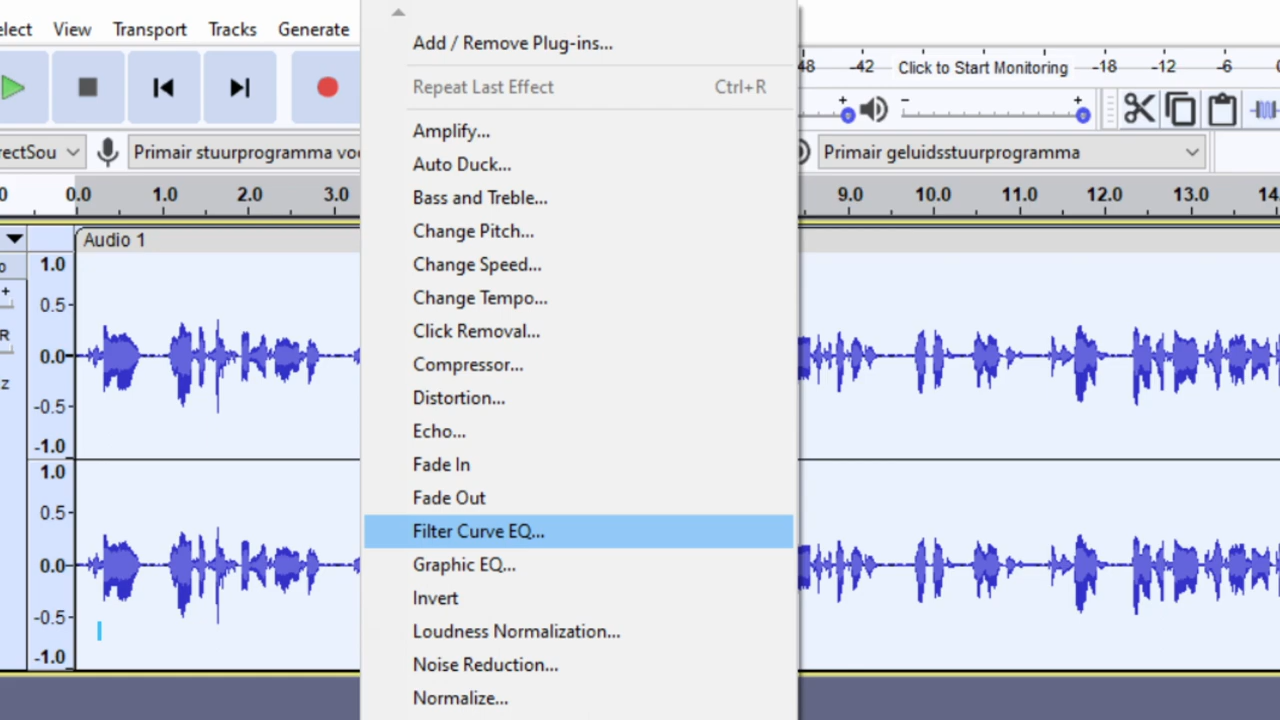 elect View Transport Tracks Generate
Add / Remove Plug-ins...
Repeat Last Effect Ctrl+R
48 -42 Click to Start Monitoring -18 -12 -6 0
- + - +
rectSou Primair stuurprogramma voo Primair geluidsstuurprogramma
0 0.0 1.0 2.0 3.0 9.0 10.0 11.0 12.0 13.0 14.
Audio 1
o 1.0
+ 0.5
R 0.0
z -0.5
-1.0
1.0
0.5
0.0
-0.5
-1.0
Amplify...
Auto Duck...
Bass and Treble...
Change Pitch...
Change Speed...
Change Tempo...
Click Removal...
Compressor...
Distortion...
Echo...
Fade In
Fade Out
Filter Curve EQ...
Graphic EQ...
Invert
Loudness Normalization...
Noise Reduction...
Normalize...